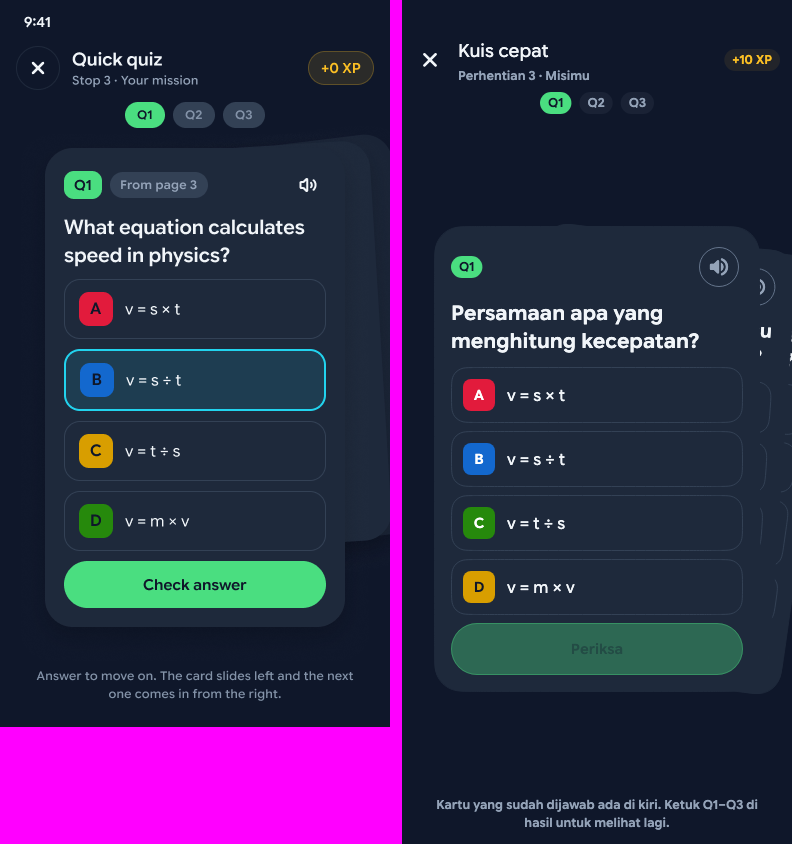 9:41
Quick quiz
Stop 3 · Your mission
+0 XP
Q1
Q2
Q3
Q1
From page 3
What equation calculates
speed in physics?
A
v = s × t
B
v = s ÷ t
C
v = t ÷ s
D
v = m × v
Check answer
Answer to move on. The card slides left and the next
one comes in from the right.
Kuis cepat
Perhentian 3 · Misimu
+10 XP
Q1
Q2
Q3
Q1
Persamaan apa yang
menghitung kecepatan?
A
v = s × t
B
v = s ÷ t
C
v = t ÷ s
D
v = m × v
Periksa
Kartu yang sudah dijawab ada di kiri. Ketuk Q1–Q3 di
hasil untuk melihat lagi.